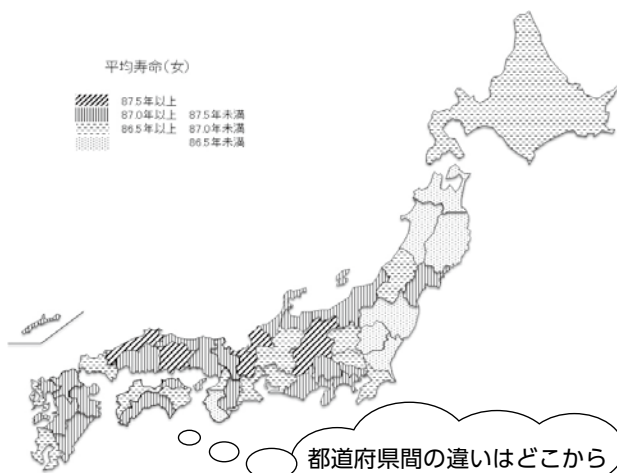 平均寿命(女)
87.5年以上
87.0年以上 87.5年未満
86.5年以上 87.0年未満
86.5年未満
都道府県間の違いはどこから